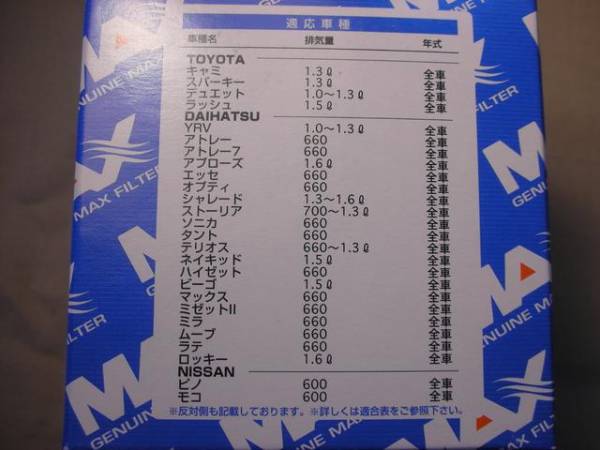 適応車種
車種名 排気量 年式
TOYOTA
キャミ 1.3ℓ 全車
スパーキー 1.3ℓ 全車
デュエット 1.0〜1.3ℓ 全車
ラッシュ 1.5ℓ 全車
DAIHATSU
YRV 1.0〜1.3ℓ 全車
アトレー 660 全車
アトレー7 660 全車
アプローズ 1.6ℓ 全車
エッセ 660 全車
オプティ 660 全車
シャレード 1.3〜1.6ℓ 全車
ストーリア 700〜1.3ℓ 全車
ソニカ 660 全車
タント 660 全車
テリオス 660〜1.3ℓ 全車
ネイキッド 1.5ℓ 全車
ハイゼット 660 全車
ビーゴ 1.5ℓ 全車
マックス 660 全車
ミゼットII 660 全車
ミラ 660 全車
ムーブ 660 全車
ラテ 660 全車
ロッキー 1.6ℓ 全車
NISSAN
ピノ 600 全車
モコ 600 全車
※反対側も記載しております。※詳しくは適合表をご参照下さい。
MAX FILTER
GENUINE MAX
GENUINE MAX FILTER